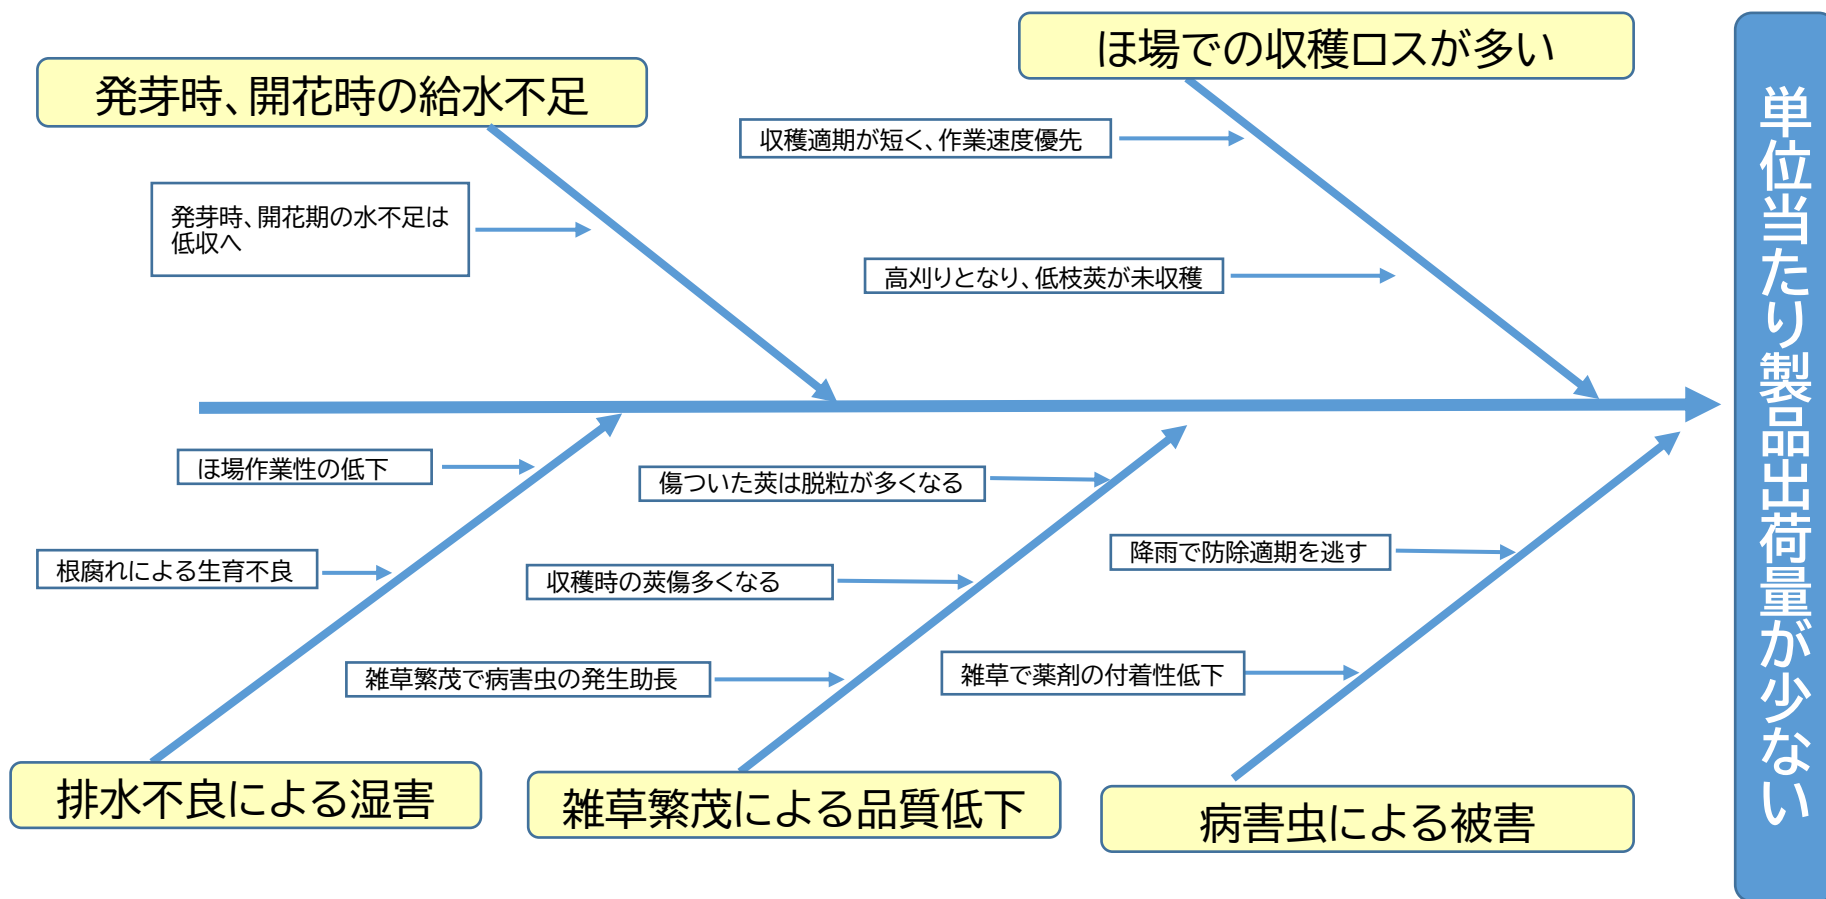 発芽時、開花時の給水不足
ほ場での収穫ロスが多い
収穫適期が短く、作業速度優先
発芽時、開花期の水不足は
低収へ
高刈りとなり、低枝莢が未収穫
単位当たり製品出荷量が少ない
ほ場作業性の低下
傷ついた莢は脱粒が多くなる
降雨で防除適期を逃す
根腐れによる生育不良
収穫時の莢傷多くなる
雑草繁茂で病害虫の発生助長
雑草で薬剤の付着性低下
排水不良による湿害
雑草繁茂による品質低下
病害虫による被害